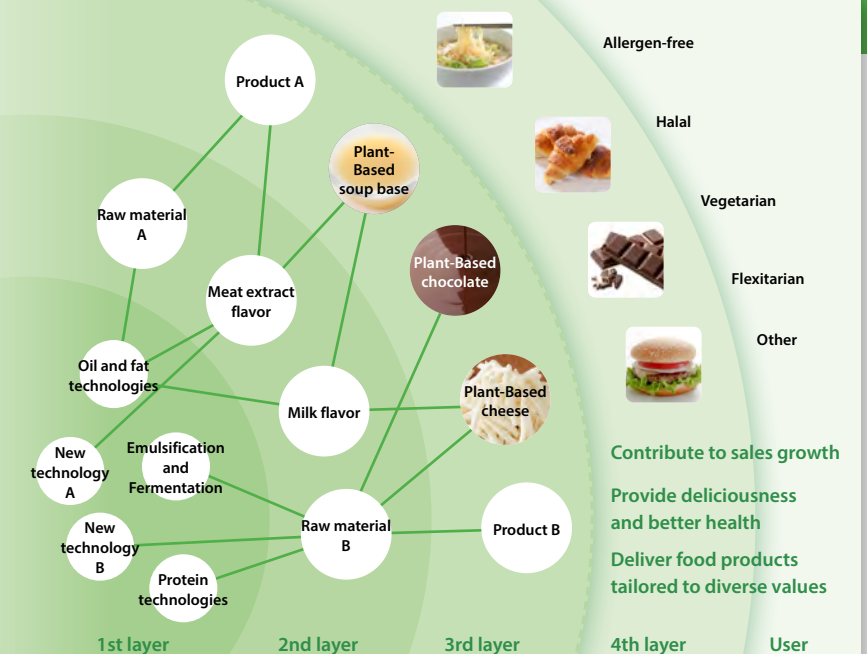 Allergen-free
Product A
Halal
Plant-
Based
soup base
Vegetarian
Raw material
A
Plant-Based
chocolate
Flexitarian
Meat extract
flavor
Other
Oil and fat
technologies
Plant-Based
cheese
Milk flavor
Contribute to sales growth
New
technology
A
Emulsification
and
Fermentation
Provide deliciousness
and better health
Raw material
B
Product B
New
technology
B
Deliver food products
tailored to diverse values
Protein
technologies
1st layer
2nd layer
3rd layer
4th layer
User